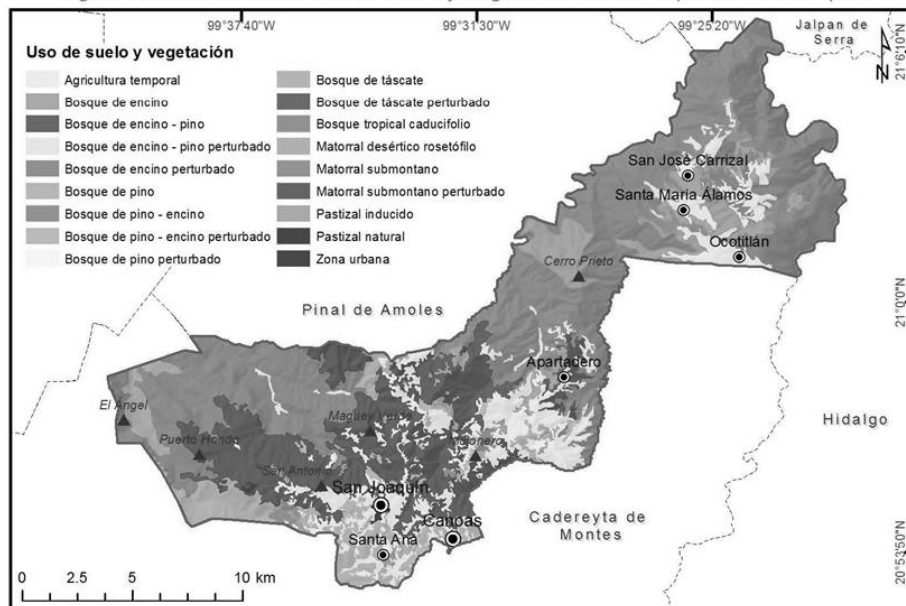 99°37'40"W
99°31'30"W
99°25'20"W
Jalpan de
Serra
21°6'10"N
N
Uso de suelo y vegetación
Agricultura temporal
Bosque de encino
Bosque de encino - pino
Bosque de encino - pino perturbado
Bosque de encino perturbado
Bosque de pino
Bosque de pino - encino
Bosque de pino - encino perturbado
Bosque de pino perturbado
Bosque de táscate
Bosque de táscate perturbado
Bosque tropical caducifolio
Matorral desértico rosetófilo
Matorral submontano
Matorral submontano perturbado
Pastizal inducido
Pastizal natural
Zona urbana
San José Carrizal
Santa María Álamos
Ocotitlán
Cerro Prieto
21°0'0"N
Pinal de Amoles
Apartadero
El Ángel
Maguey Verde
Hidalgo
Puerto Hondo
San Antonio
San Joaquín
Canoas
Cadereyta de
Montes
Santa Ana
20°53'50"N
0 2.5 5 10 km